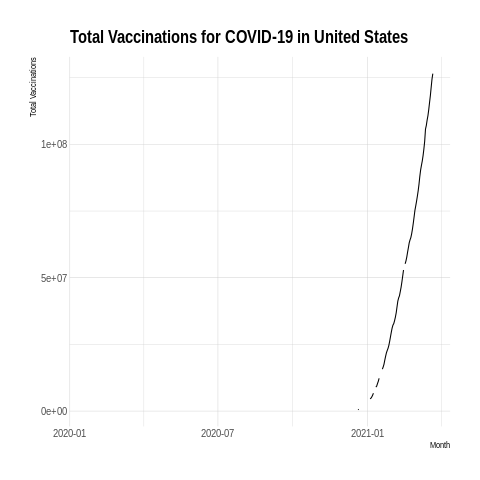 Total Vaccinations for COVID-19 in United States
Total Vaccinations
1e+08
5e+07
0e+00
2020-01
2020-07
2021-01
Month